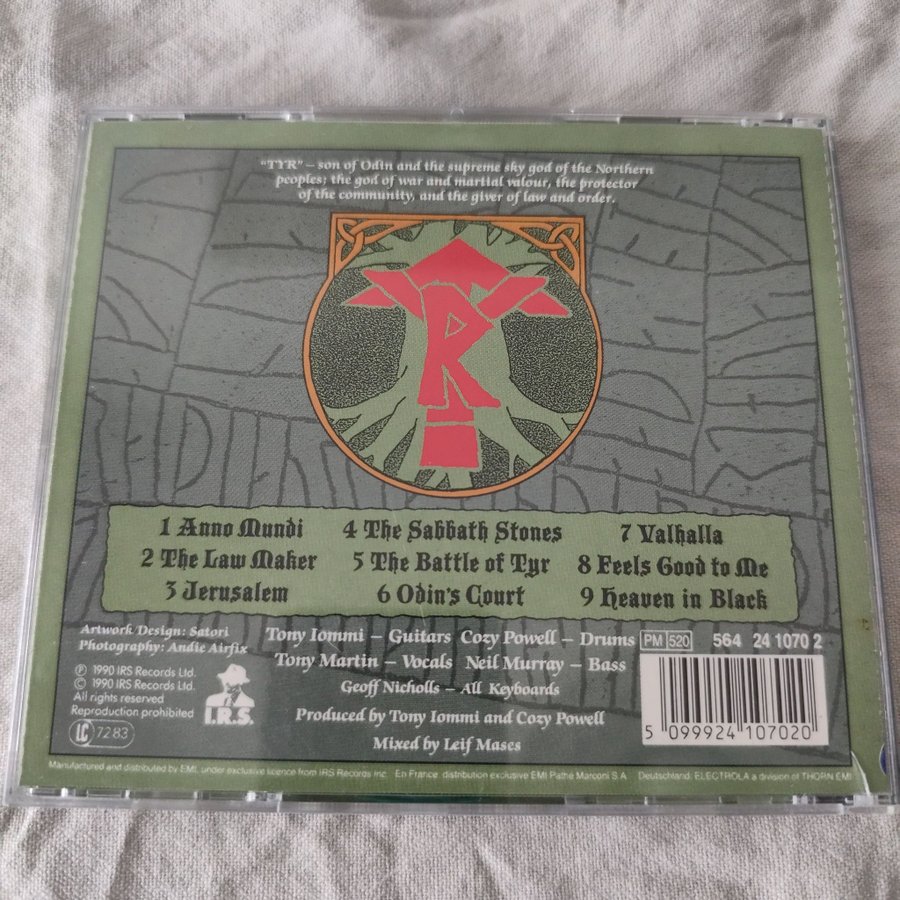 "TYR" – son of Odin and the supreme sky god of the Northern
peoples; the god of war and martial valour, the protector
of the community, and the giver of law and order.
TYR
1 Anno Mundi
2 The Law Maker
3 Jerusalem
4 The Sabbath Stones
5 The Battle of Tyr
6 Odin's Court
7 Valhalla
8 Feels Good to Me
9 Heaven in Black
Artwork Design: Satori
Photography: Andie Airfix
Ⓟ 1990 IRS Records Ltd.
© 1990 IRS Records Ltd.
All rights reserved
Reproduction prohibited
LC 7283
I.R.S.
Tony Iommi – Guitars Cozy Powell – Drums
Tony Martin – Vocals Neil Murray – Bass
Geoff Nicholls – All Keyboards
Produced by Tony Iommi and Cozy Powell
Mixed by Leif Mases
PM 520 564 24 1070 2
5 099924 107020
Manufactured and distributed by EMI, under exclusive licence from IRS Records Inc. En France distribution exclusive EMI Pathe Marconi S.A. Deutschland: ELECTROLA a division of THORN EMI